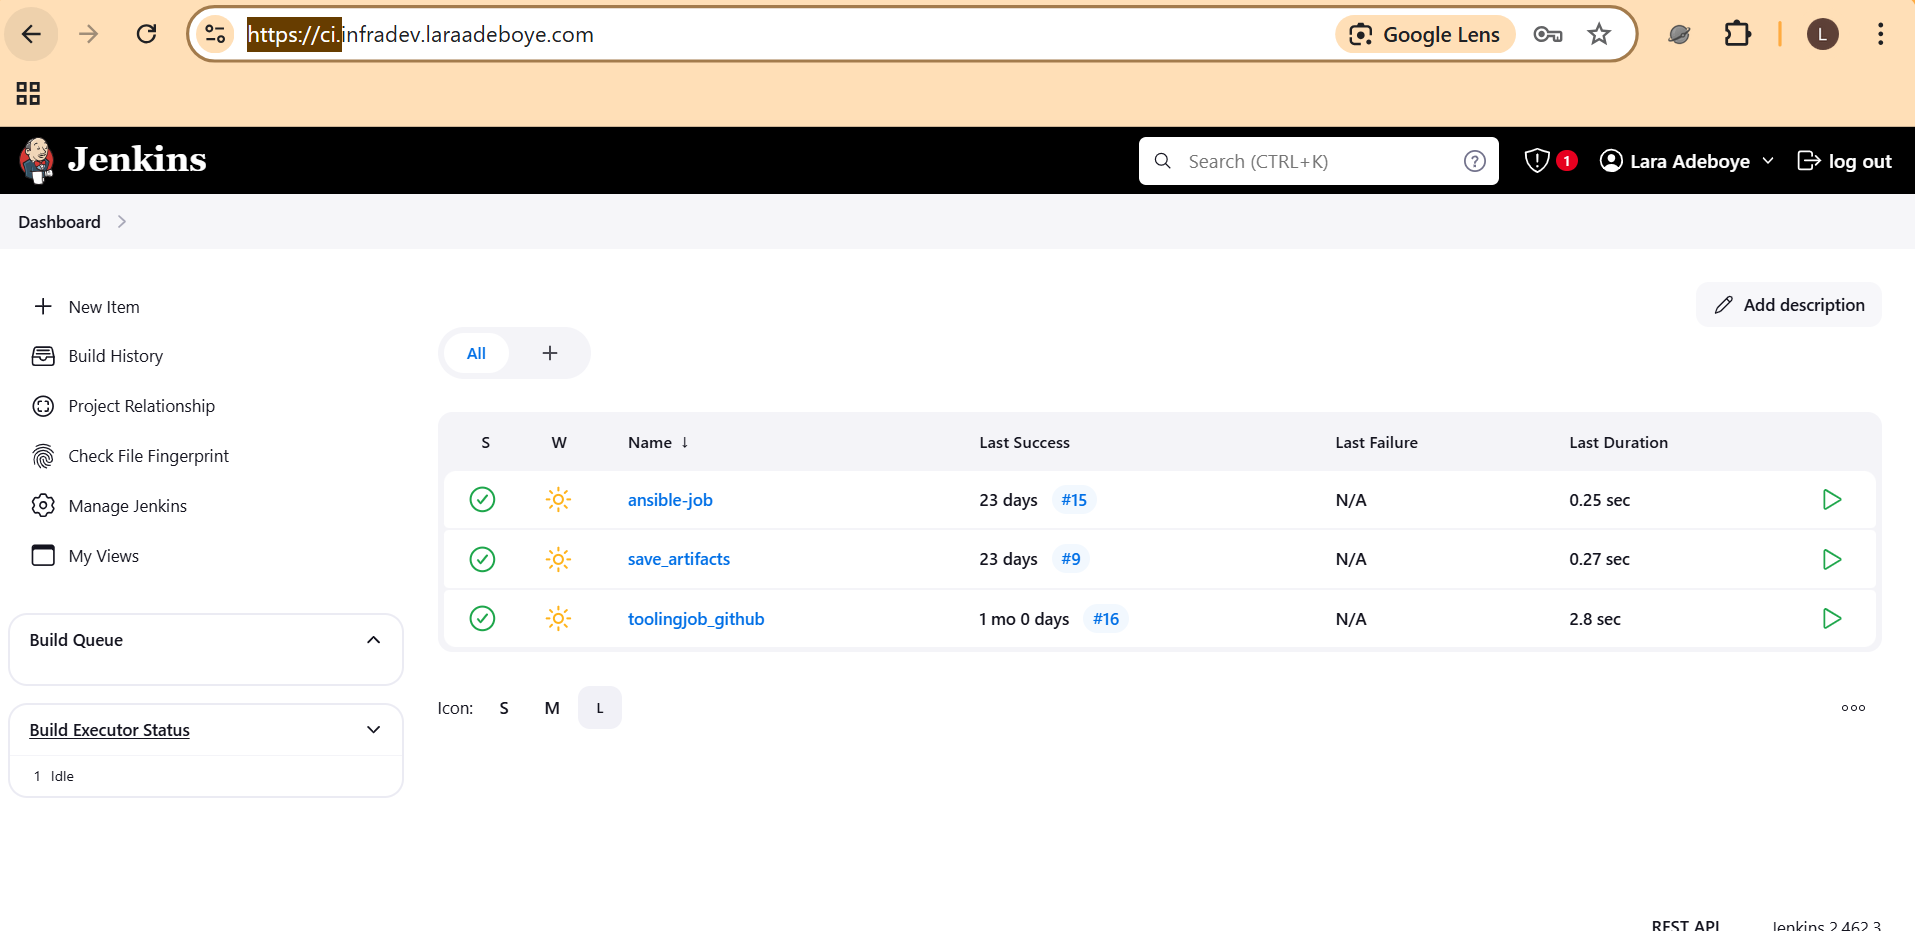 https://ci.infradev.laraadeboye.com
Google Lens
L
Jenkins
Search (CTRL+K)
1
Lara Adeboye
log out
Dashboard
New Item
Build History
Project Relationship
Check File Fingerprint
Manage Jenkins
My Views
Build Queue
Build Executor Status
1 Idle
Add description
All
S W Name ↓ Last Success Last Failure Last Duration
ansible-job 23 days #15 N/A 0.25 sec
save_artifacts 23 days #9 N/A 0.27 sec
toolingjob_github 1 mo 0 days #16 N/A 2.8 sec
Icon: S M L
REST API Jenkins 2.462.3